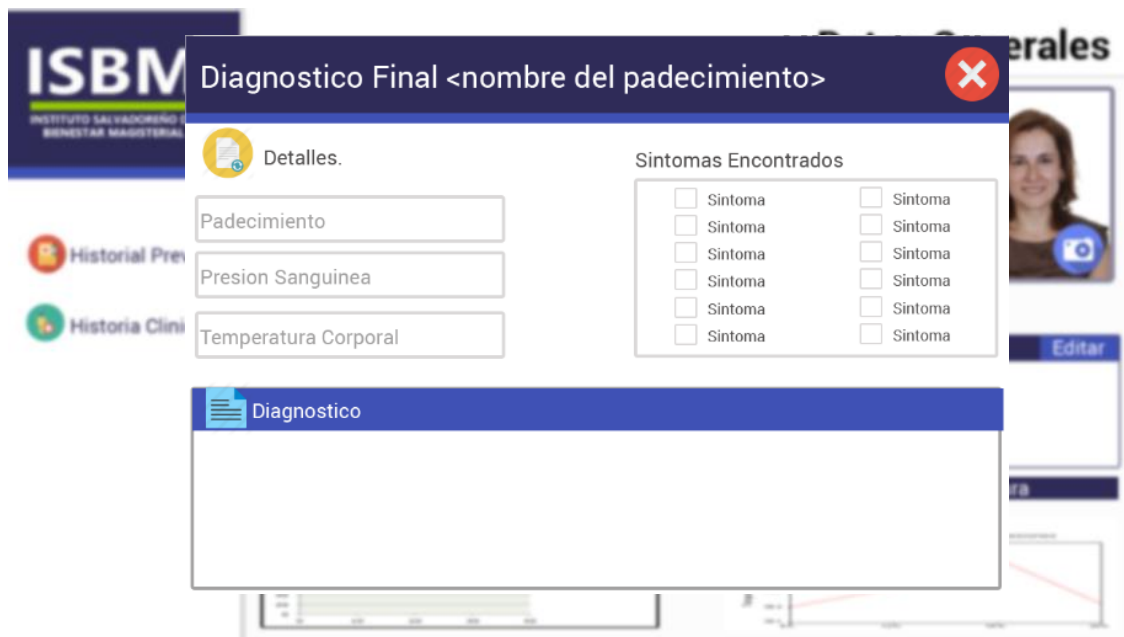 ISBM
INSTITUTO SALVADOREÑO D
BIENESTAR MAGISTERIAL
erales
Diagnostico Final <nombre del padecimiento>
Detalles.
Padecimiento
Presion Sanguinea
Temperatura Corporal
Sintomas Encontrados
Sintoma Sintoma
Sintoma Sintoma
Sintoma Sintoma
Sintoma Sintoma
Sintoma Sintoma
Sintoma Sintoma
Historial Prev
Historia Clini
Editar
Diagnostico
ra